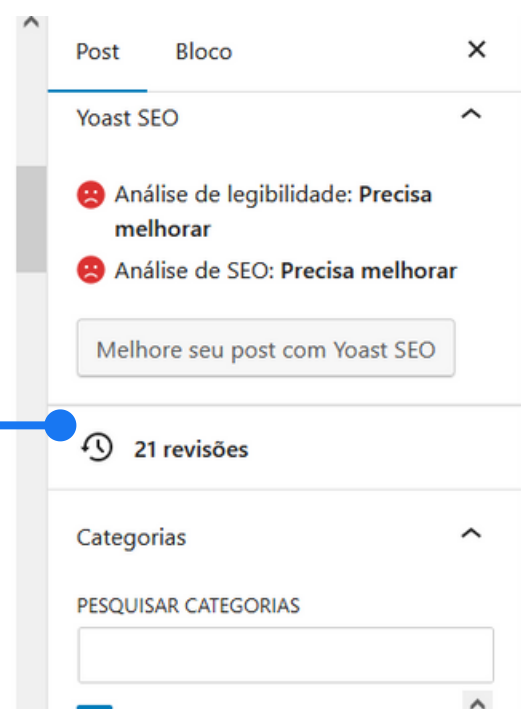 Post Bloco
Yoast SEO
Análise de legibilidade: Precisa
melhorar
Análise de SEO: Precisa melhorar
Melhore seu post com Yoast SEO
21 revisões
Categorias
PESQUISAR CATEGORIAS